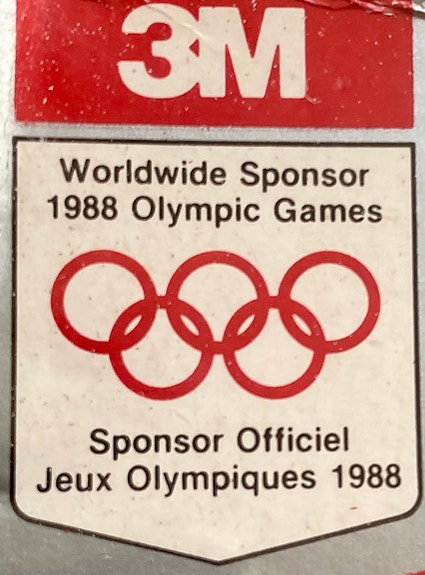 3M
Worldwide Sponsor
1988 Olympic Games
Sponsor Officiel
Jeux Olympiques 1988